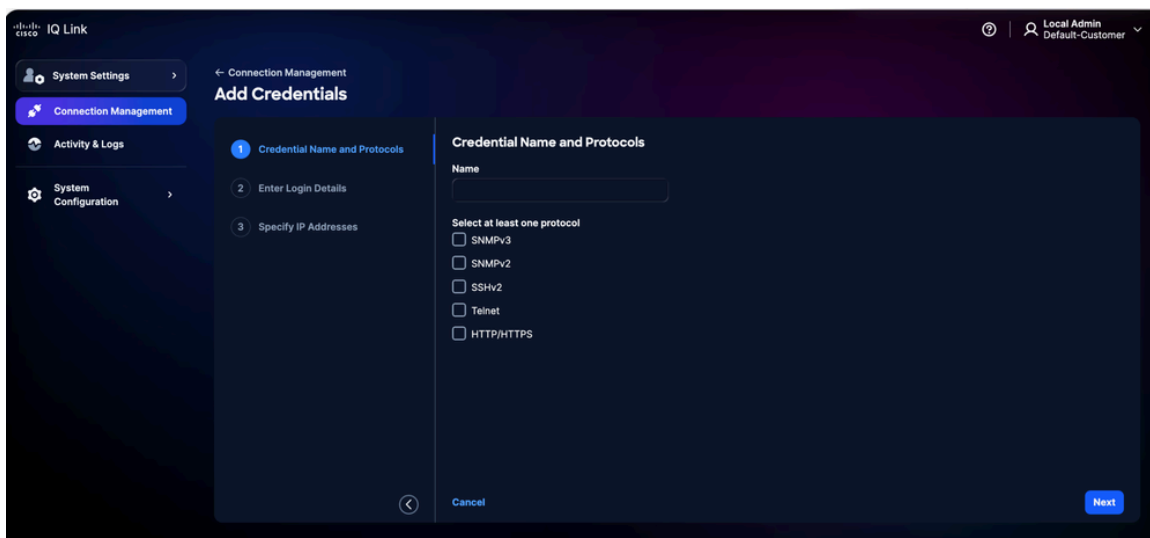 cisco IQ Link
Local Admin
Default-Customer
System Settings
Connection Management
Activity & Logs
System
Configuration
← Connection Management
Add Credentials
1 Credential Name and Protocols
2 Enter Login Details
3 Specify IP Addresses
Credential Name and Protocols
Name
Select at least one protocol
SNMPv3
SNMPv2
SSHv2
Telnet
HTTP/HTTPS
Cancel
Next